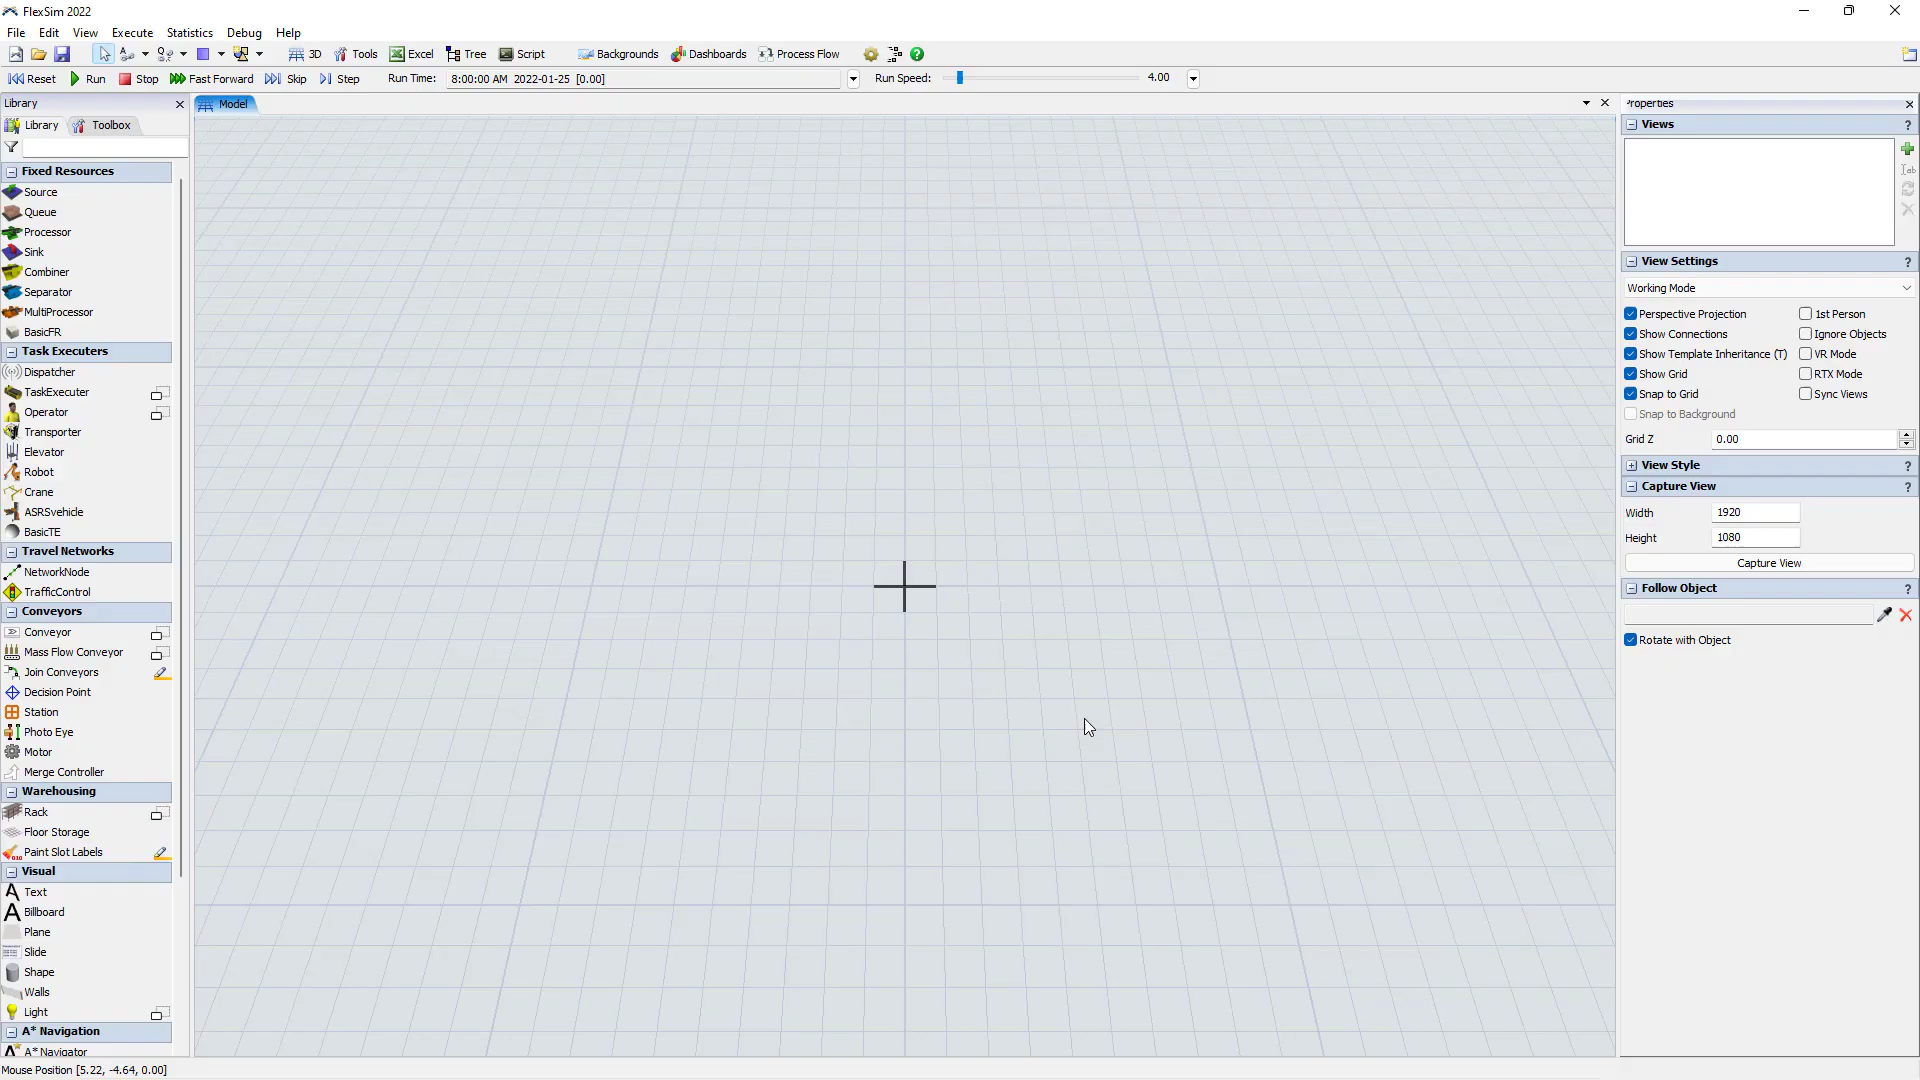 FlexSim 2022
File Edit View Execute Statistics Debug Help
3D Tools Excel Tree Script Backgrounds Dashboards Process Flow
Reset Run Stop Fast Forward Skip Step Run Time: 8:00:00 AM 2022-01-25 [0.00] Run Speed: 4.00
Library
Library Toolbox
Fixed Resources
Source
Queue
Processor
Sink
Combiner
Separator
MultiProcessor
BasicFR
Task Executers
Dispatcher
TaskExecuter
Operator
Transporter
Elevator
Robot
Crane
ASRSvehicle
BasicTE
Travel Networks
NetworkNode
TrafficControl
Conveyors
Conveyor
Mass Flow Conveyor
Join Conveyors
Decision Point
Station
Photo Eye
Motor
Merge Controller
Warehousing
Rack
Floor Storage
Paint Slot Labels
Visual
Text
Billboard
Plane
Slide
Shape
Walls
Light
A* Navigation
A* Navigator
Model
Properties
Views ?
View Settings ?
Working Mode
Perspective Projection 1st Person
Show Connections Ignore Objects
Show Template Inheritance (T) VR Mode
Show Grid RTX Mode
Snap to Grid Sync Views
Snap to Background
Grid Z 0.00
View Style ?
Capture View ?
Width 1920
Height 1080
Capture View
Follow Object ?
Rotate with Object
Mouse Position [5.22, -4.64, 0.00]